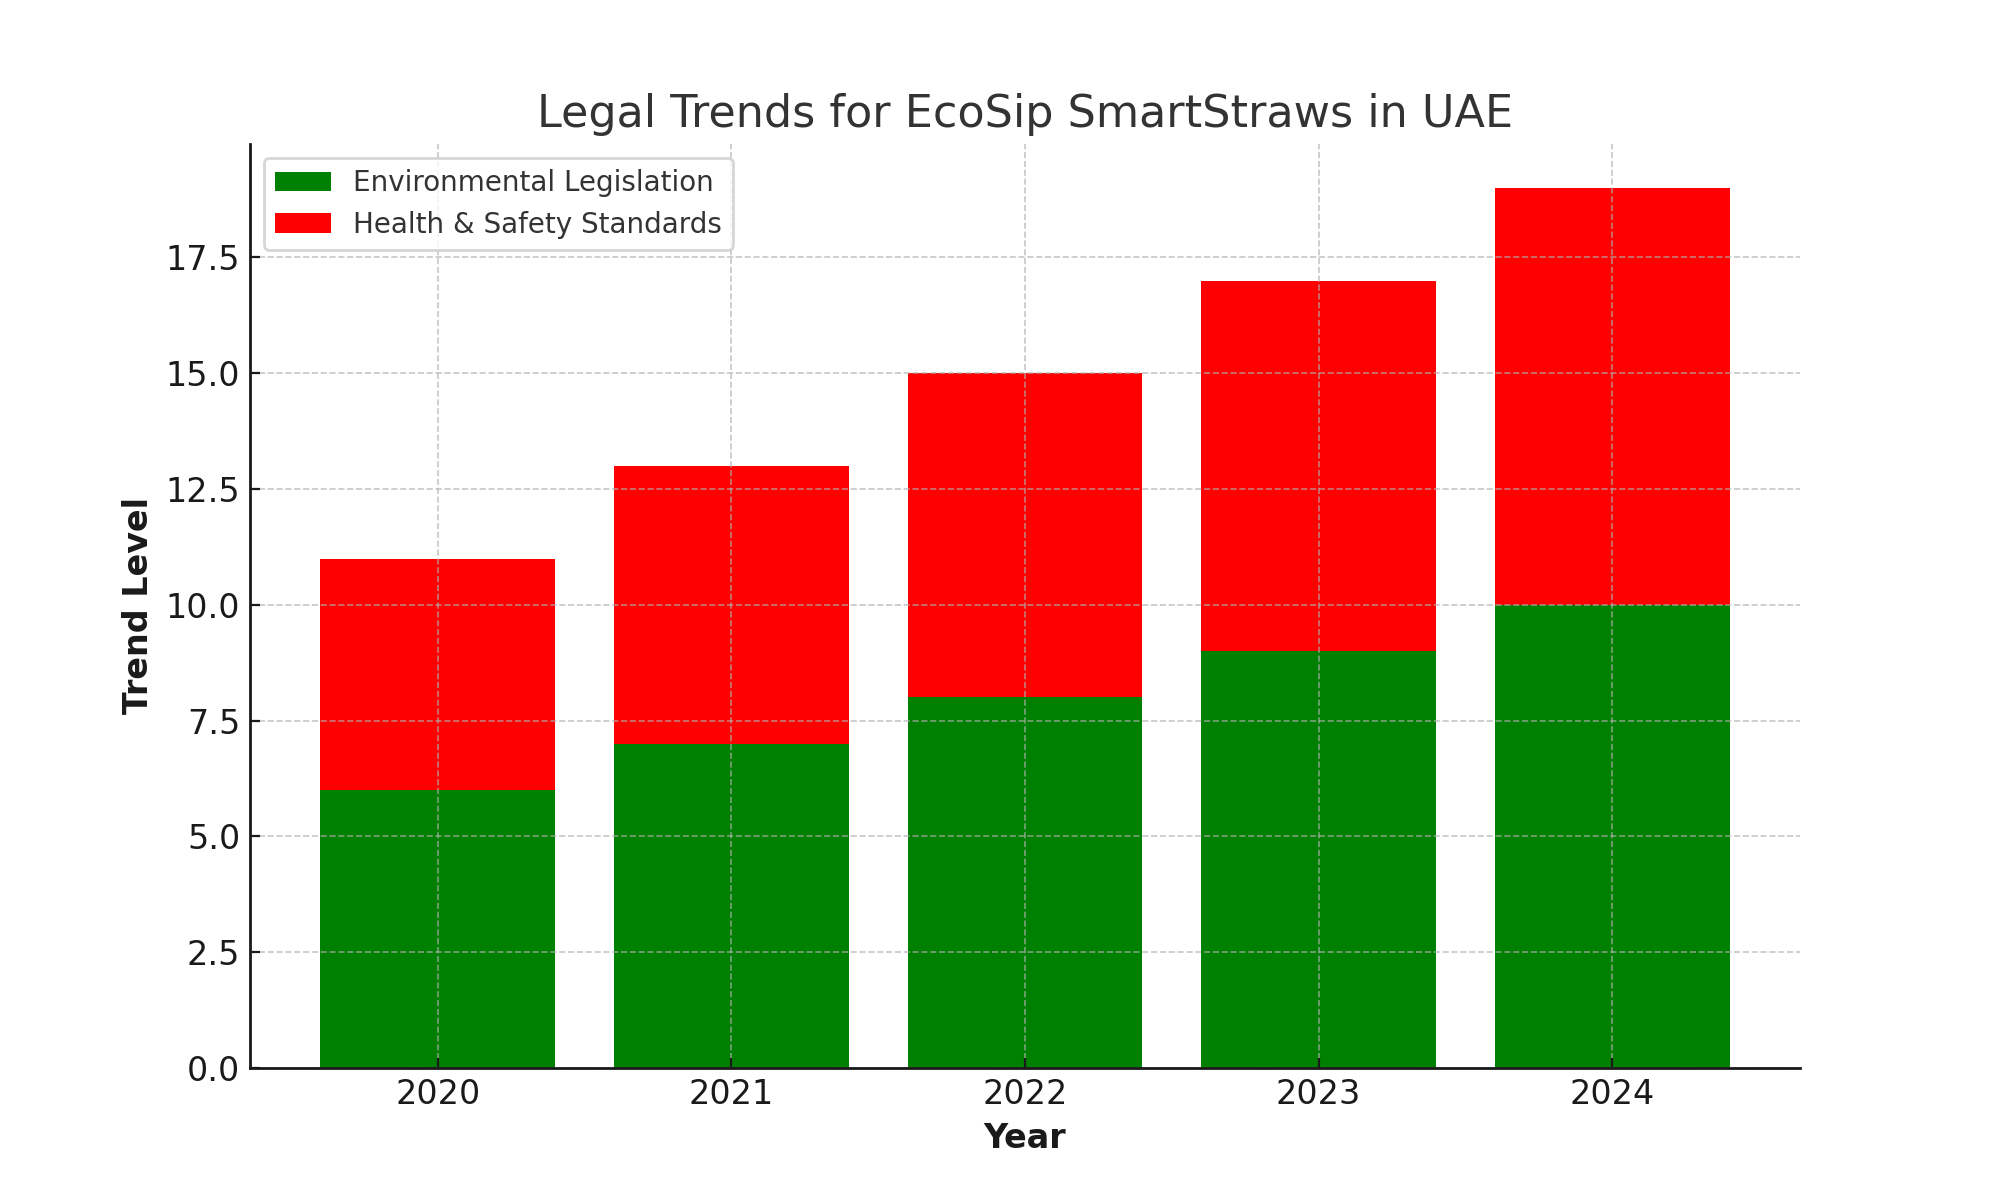 Legal Trends for EcoSip SmartStraws in UAE
Environmental Legislation
Health & Safety Standards
17.5
15.0
12.5
10.0
7.5
5.0
2.5
0.0
Trend Level
2020 2021 2022 2023 2024
Year